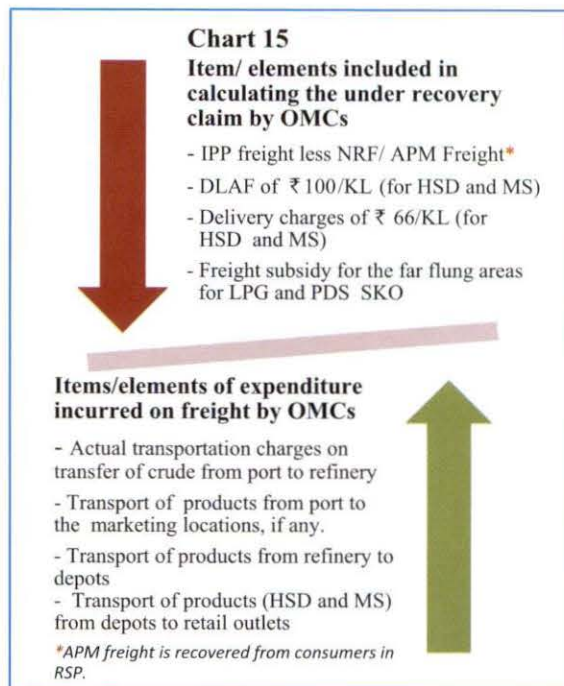 Chart 15
Item/ elements included in
calculating the under recovery
claim by OMCs
- IPP freight less NRF/ APM Freight*
- DLAF of ₹100/KL (for HSD and MS)
- Delivery charges of ₹ 66/KL (for
HSD and MS)
- Freight subsidy for the far flung areas
for LPG and PDS SKO
Items/elements of expenditure
incurred on freight by OMCs
- Actual transportation charges on
transfer of crude from port to refinery
- Transport of products from port to
the marketing locations, if any.
- Transport of products from refinery to
depots
- Transport of products (HSD and MS)
from depots to retail outlets
*APM freight is recovered from consumers in
RSP.